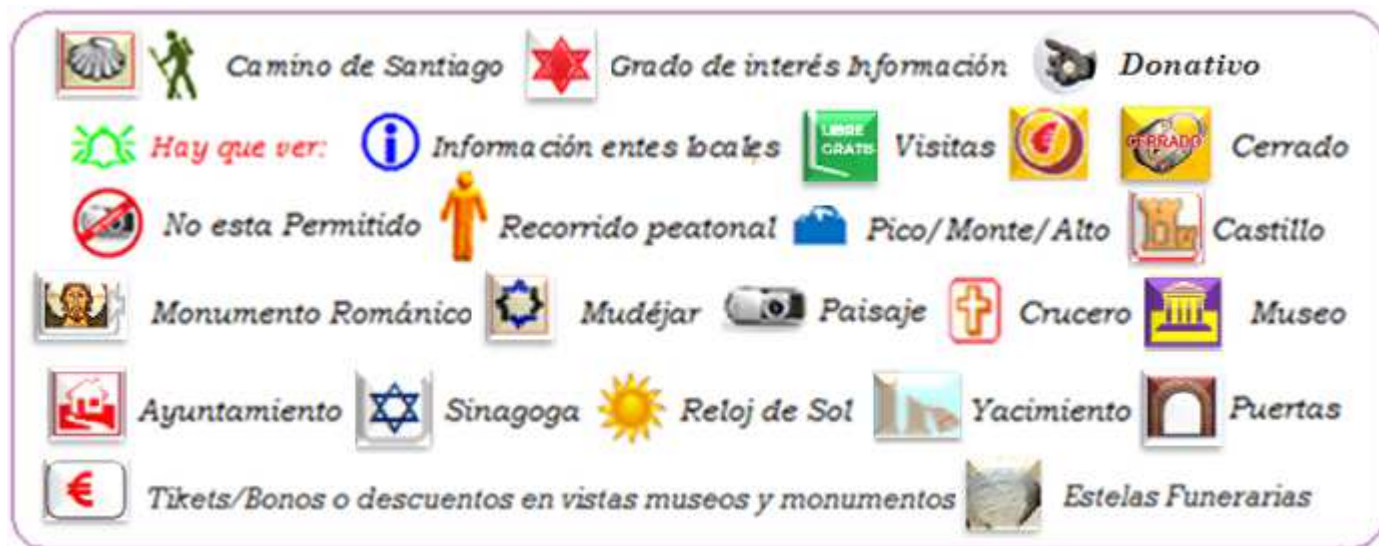 Camino de Santiago Grado de interés Información Donativo
Hay que ver: Información entes locales LIBRE GRATIS Visitas € CERRADO Cerrado
No esta Permitido Recorrido peatonal Pico/Monte/Alto Castillo
Monumento Románico Mudéjar Paisaje Crucero Museo
Ayuntamiento Sinagoga Reloj de Sol Yacimiento Puertas
€ Tikets/Bonos o descuentos en vistas museos y monumentos Estelas Funerarias